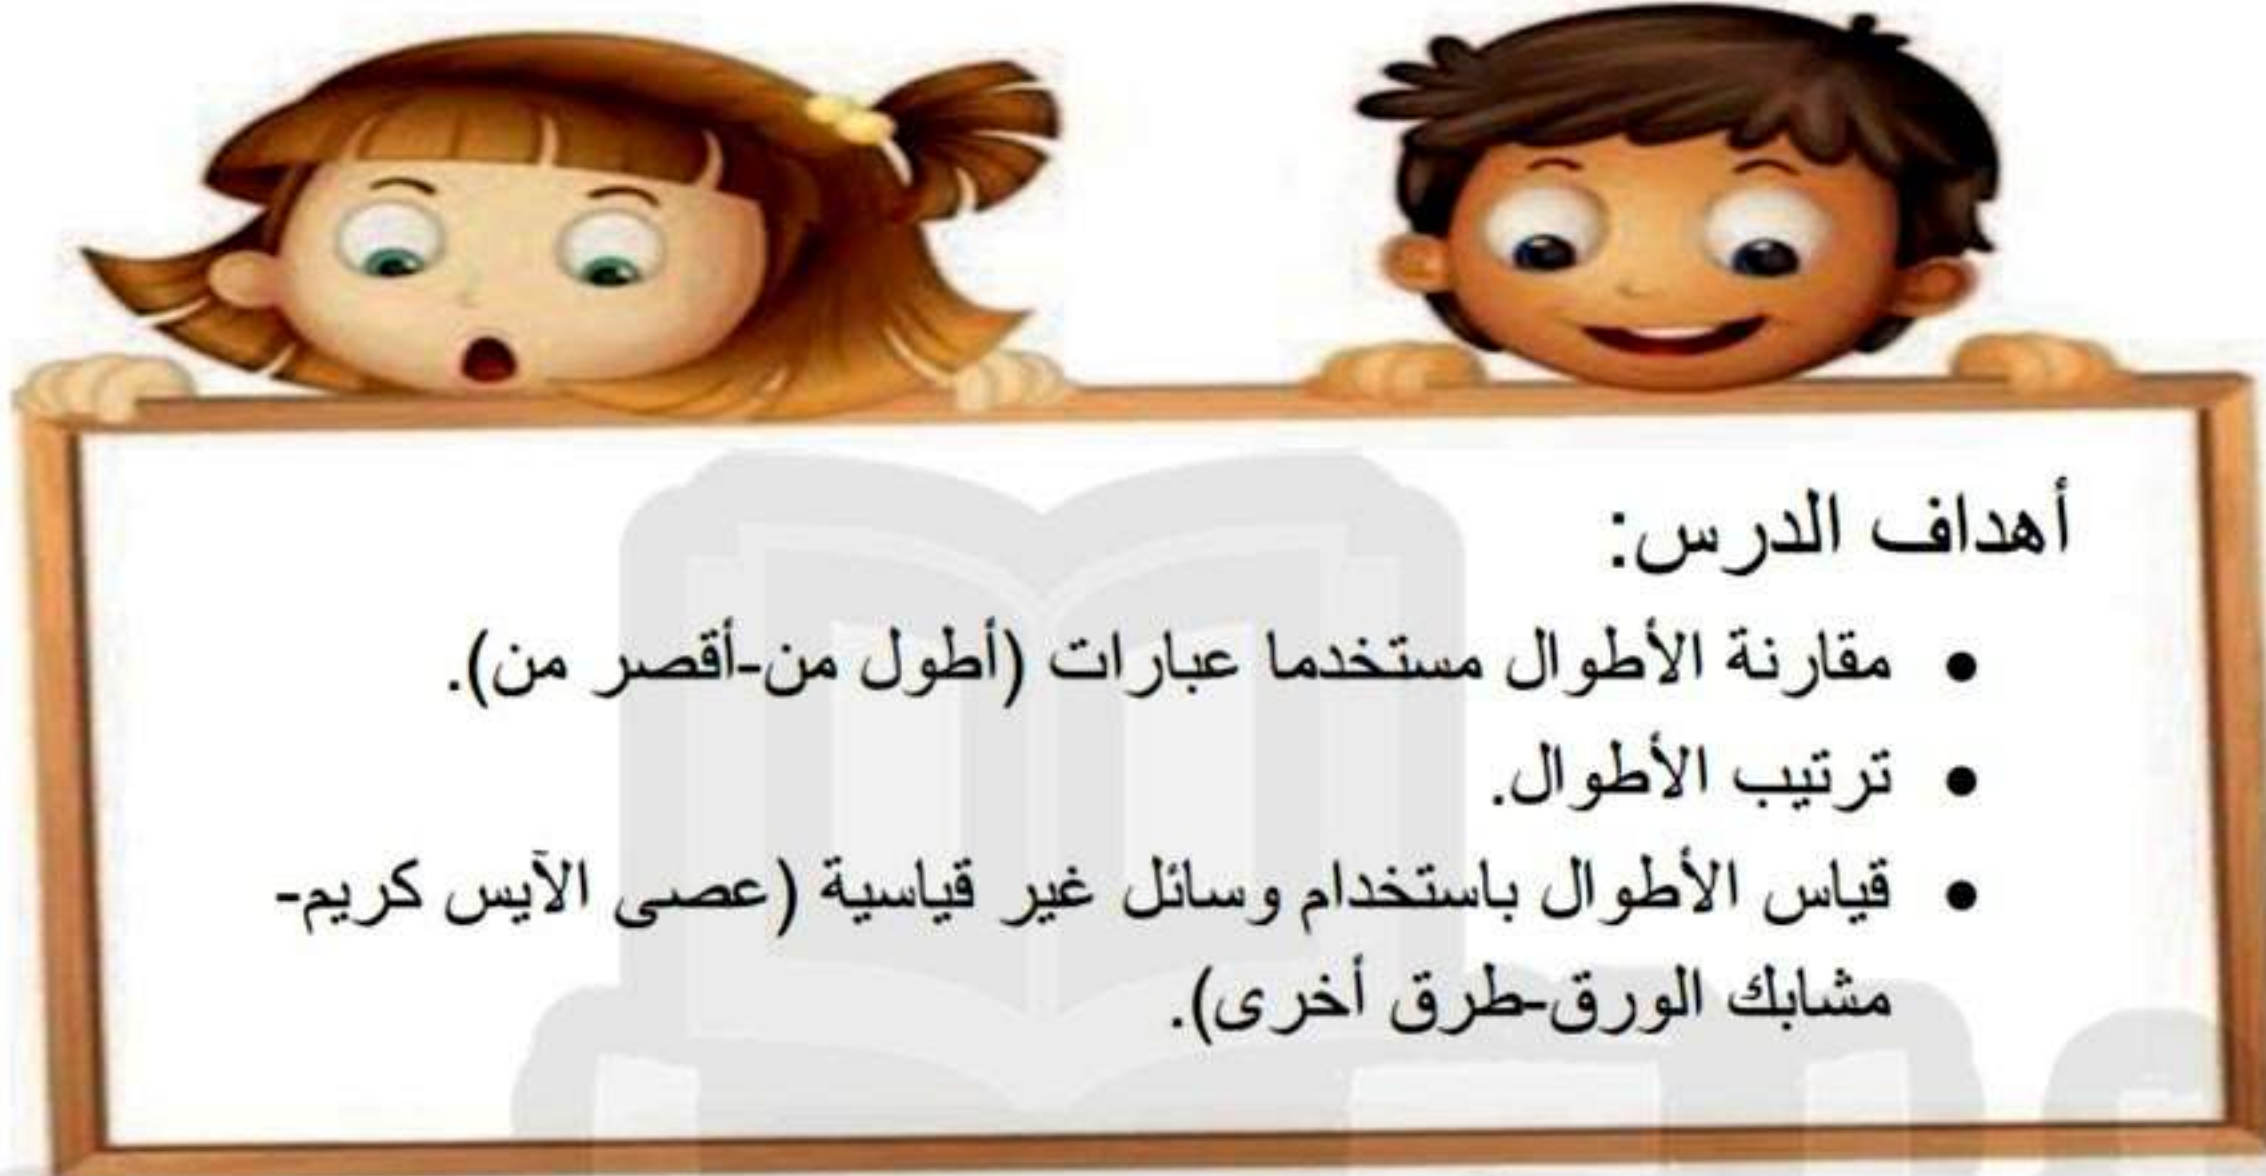 أهداف الدرس:
• مقارنة الأطوال مستخدما عبارات (أطول من-أقصر من).
• ترتيب الأطوال.
• قياس الأطوال باستخدام وسائل غير قياسية (عصى الآيس كريم-
مشابك الورق-طرق أخرى).